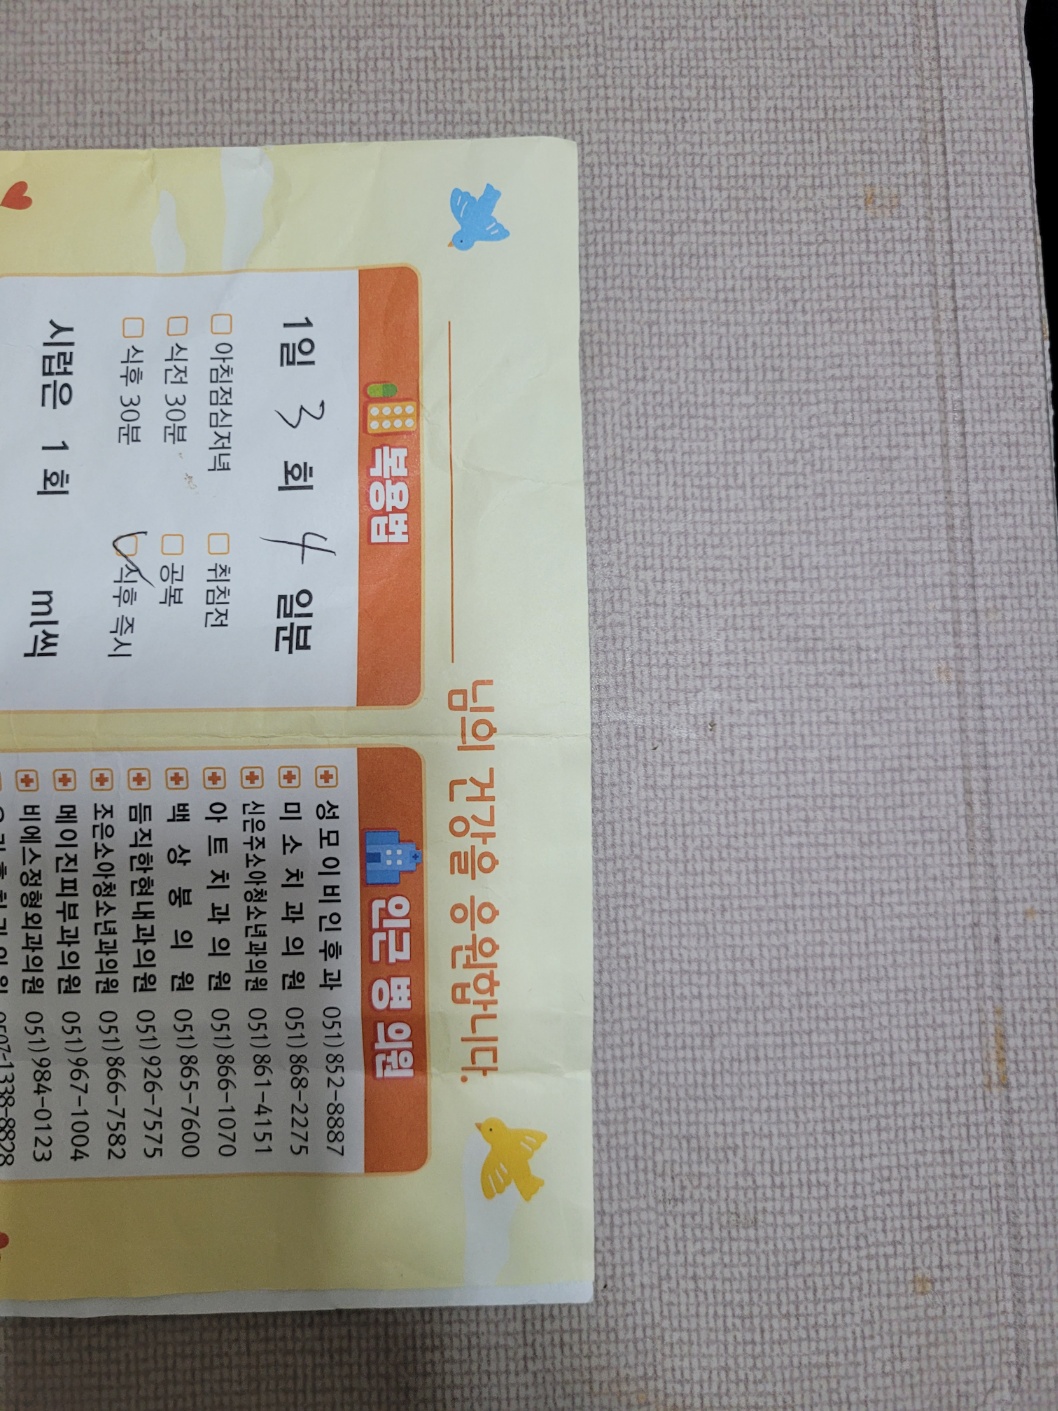 님의 건강을 응원합니다.
복용법
1일 3 회 4 일분
아침점심저녁 취침전
식전 30분 공복
식후 30분 식후 즉시
시럽은 1 회 ml씩
인근 병 의원
성모이비인후과 051) 852-8887
미소치과의원 051) 868-2275
신은주소아청소년과의원 051) 861-4151
아트치과의원 051) 866-1070
백상붕의원 051) 865-7600
듬직한현내과의원 051) 926-7575
조은소아청소년과의원 051) 866-7582
메이진피부과의원 051) 967-1004
비에스정형외과의원 051) 984-0123
0507-1338-8828